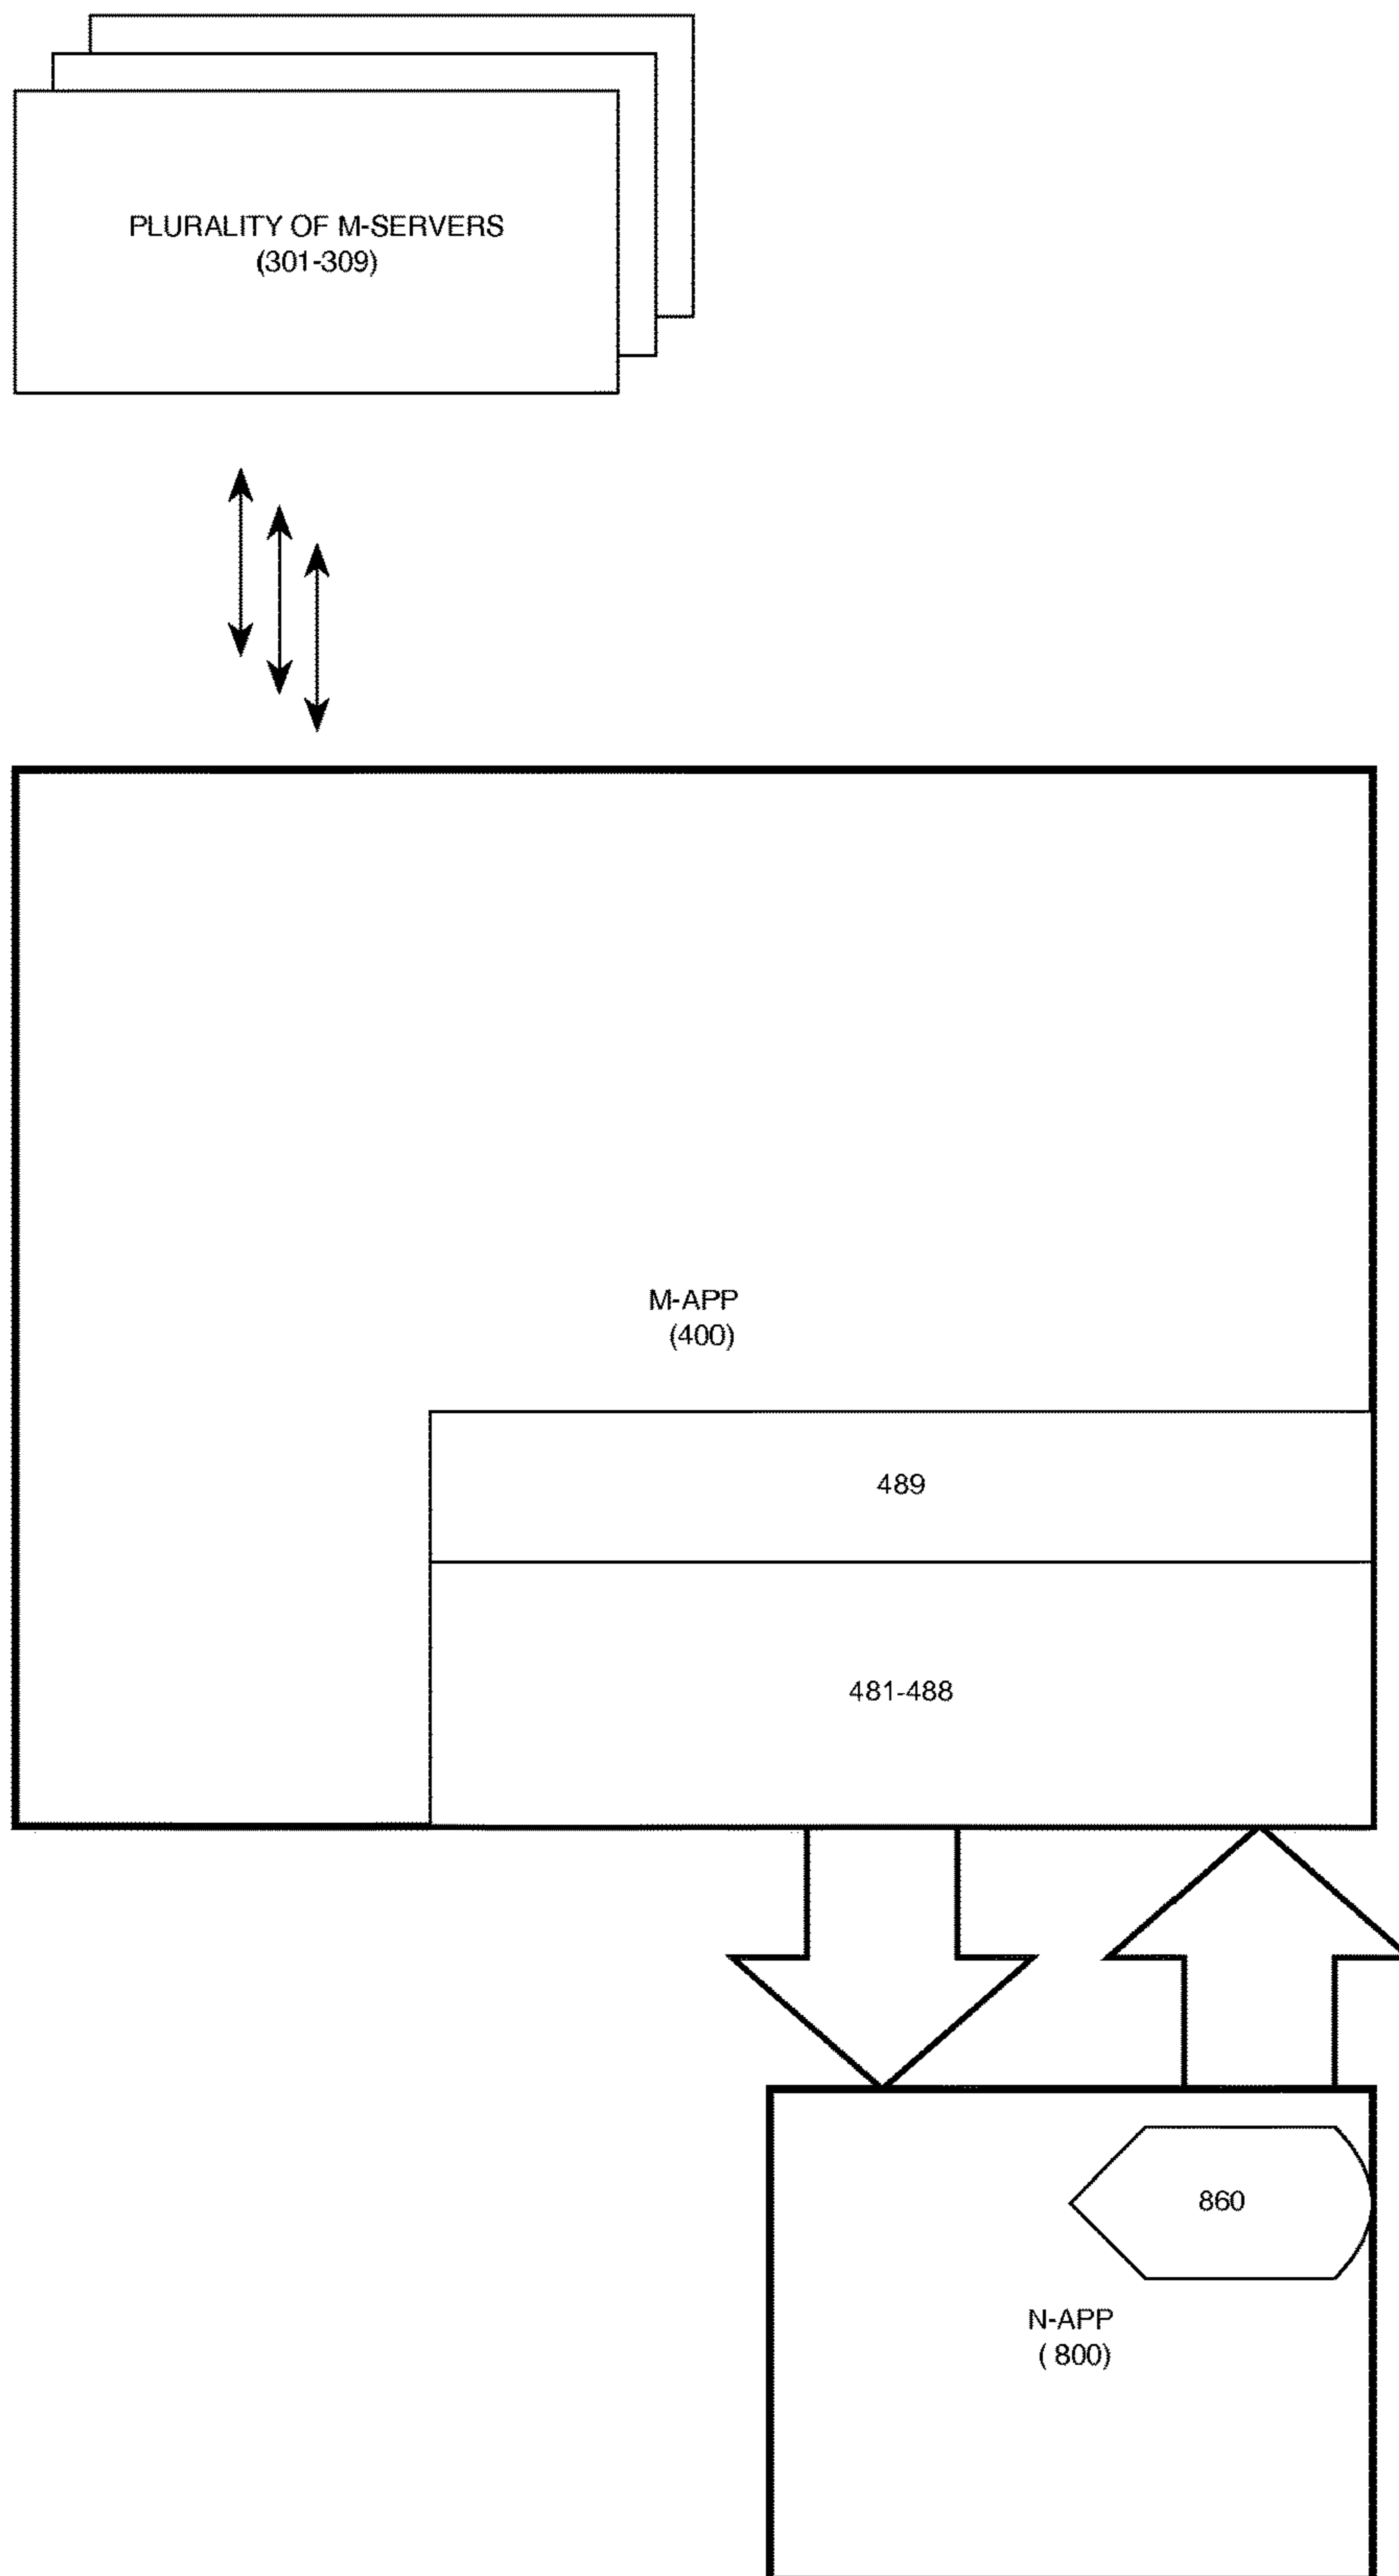 PLURALITY OF M-SERVERS
(301-309)
M-APP
(400)
489
481-488
860
N-APP
( 800)